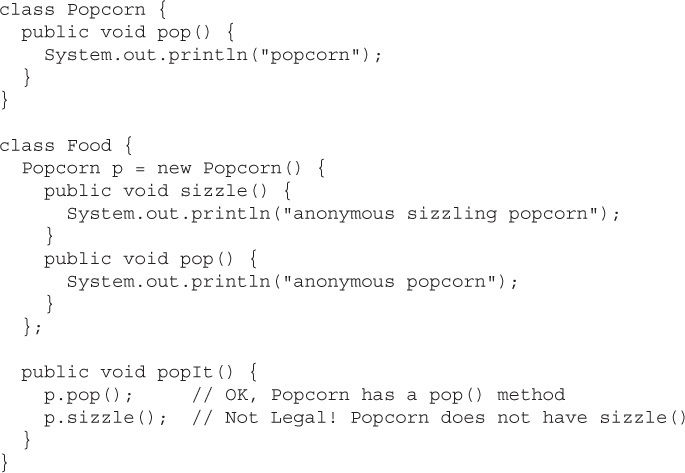 class Popcorn {
  public void pop() {
    System.out.println("popcorn");
  }
}

class Food {
  Popcorn p = new Popcorn() {
    public void sizzle() {
      System.out.println("anonymous sizzling popcorn");
    }
    public void pop() {
      System.out.println("anonymous popcorn");
    }
  };

  public void popIt() {
    p.pop();     // OK, Popcorn has a pop() method
    p.sizzle();  // Not Legal! Popcorn does not have sizzle()
  }
}